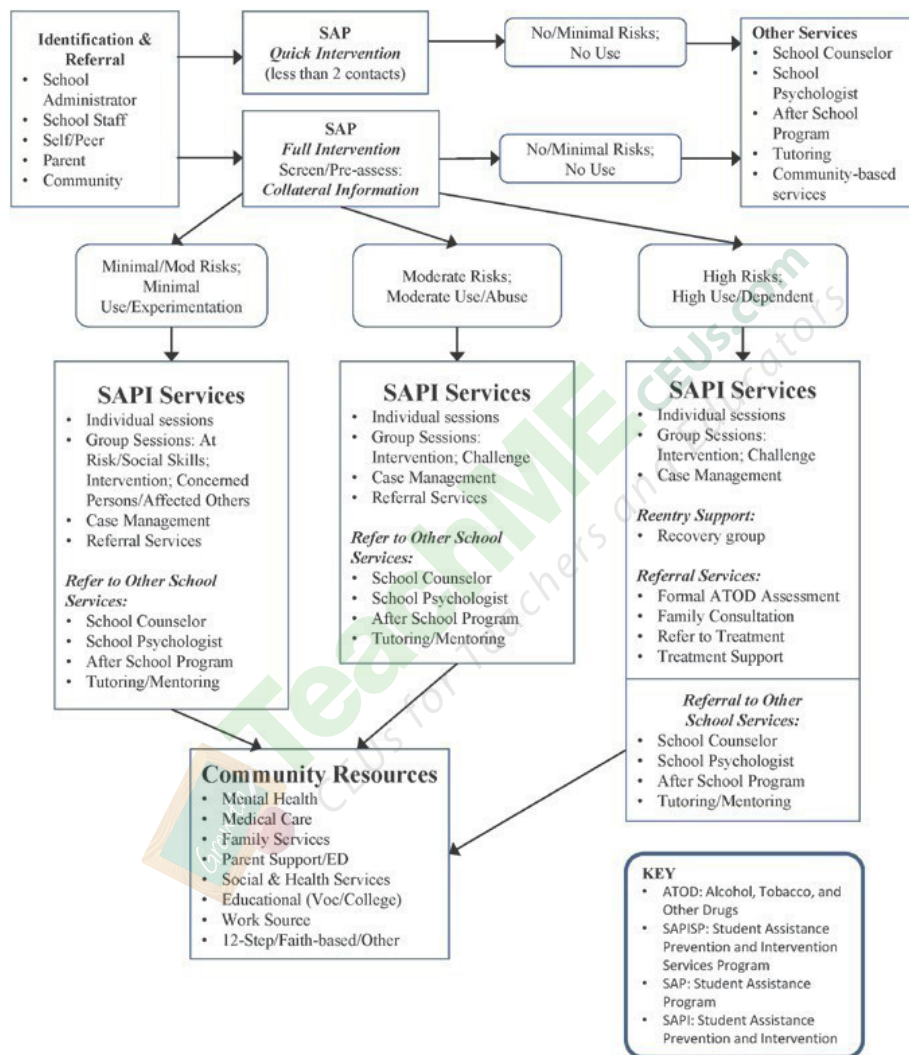 Identification &
Referral
• School
Administrator
• School Staff
• Self/Peer
• Parent
• Community
SAP
Quick Intervention
(less than 2 contacts)
No/Minimal Risks;
No Use
Other Services
• School Counselor
• School
Psychologist
• After School
Program
• Tutoring
• Community-based
services
SAP
Full Intervention
Screen/Pre-assess:
Collateral Information
No/Minimal Risks;
No Use
Minimal/Mod Risks;
Minimal
Use/Experimentation
Moderate Risks;
Moderate Use/Abuse
High Risks;
High Use/Dependent
SAPI Services
• Individual sessions
• Group Sessions: At
Risk/Social Skills;
Intervention; Concerned
Persons/Affected Others
• Case Management
• Referral Services
Refer to Other School
Services:
• School Counselor
• School Psychologist
• After School Program
• Tutoring/Mentoring
SAPI Services
• Individual sessions
• Group Sessions:
Intervention; Challenge
• Case Management
• Referral Services
Refer to Other School
Services:
• School Counselor
• School Psychologist
• After School Program
• Tutoring/Mentoring
SAPI Services
• Individual sessions
• Group Sessions:
Intervention; Challenge
• Case Management
Reentry Support:
• Recovery group
Referral Services:
• Formal ATOD Assessment
• Family Consultation
• Refer to Treatment
• Treatment Support
Referral to Other
School Services:
• School Counselor
• School Psychologist
• After School Program
• Tutoring/Mentoring
Community Resources
• Mental Health
• Medical Care
• Family Services
• Parent Support/ED
• Social & Health Services
• Educational (Voc/College)
• Work Source
• 12-Step/Faith-based/Other
KEY
• ATOD: Alcohol, Tobacco, and
Other Drugs
• SAPISP: Student Assistance
Prevention and Intervention
Services Program
• SAP: Student Assistance
Program
• SAPI: Student Assistance
Prevention and Intervention
TeachME CEUs.com
CEUs for Teachers and Educators